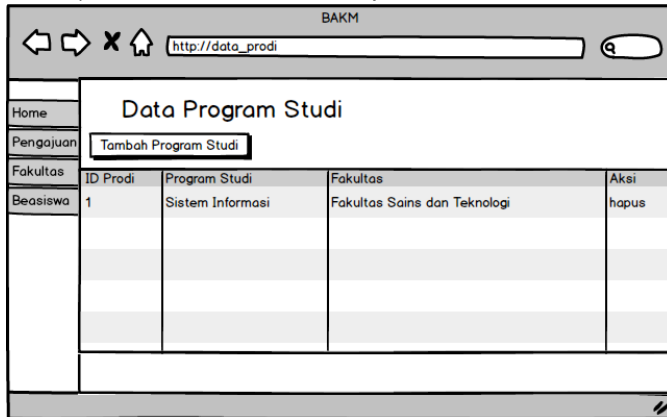 BAKM
http://data_prodi
Home
Pengajuan
Fakultas
Beasiswa
Data Program Studi
Tambah Program Studi
ID Prodi Program Studi Fakultas Aksi
1 Sistem Informasi Fakultas Sains dan Teknologi hapus